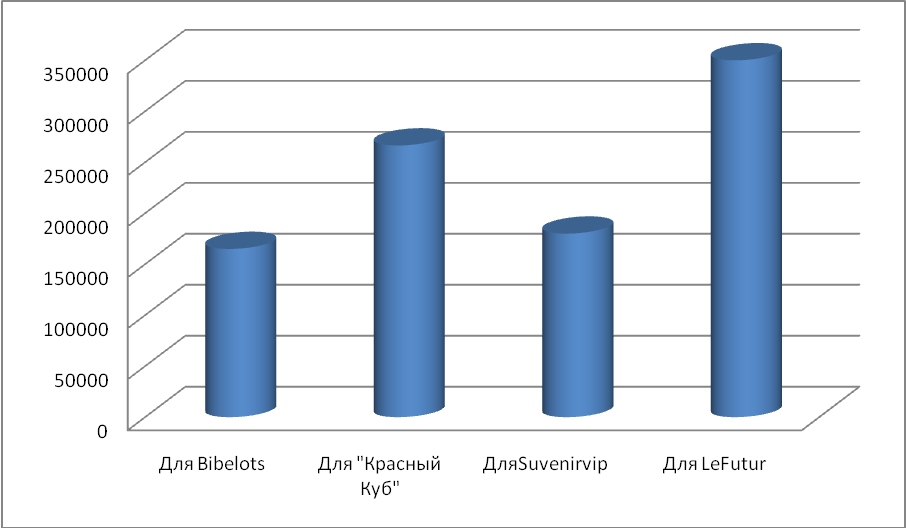 350000
300000
250000
200000
150000
100000
50000
0
Для Bibelots
Для "Красный
Куб"
ДляSuvenirvip
Для LeFutur